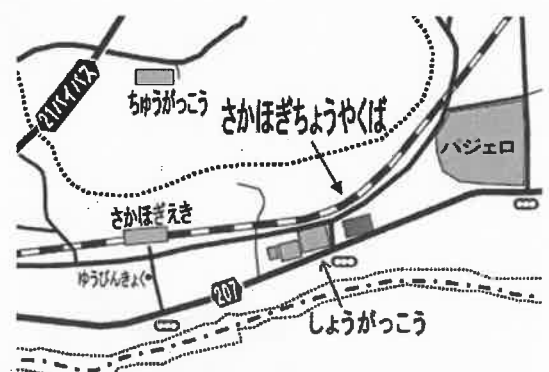 21バイパス
ちゅうがっこう
さかほぎちょうやくば
パジェロ
さかほぎえき
ゆうびんきょく
207
しょうがっこう